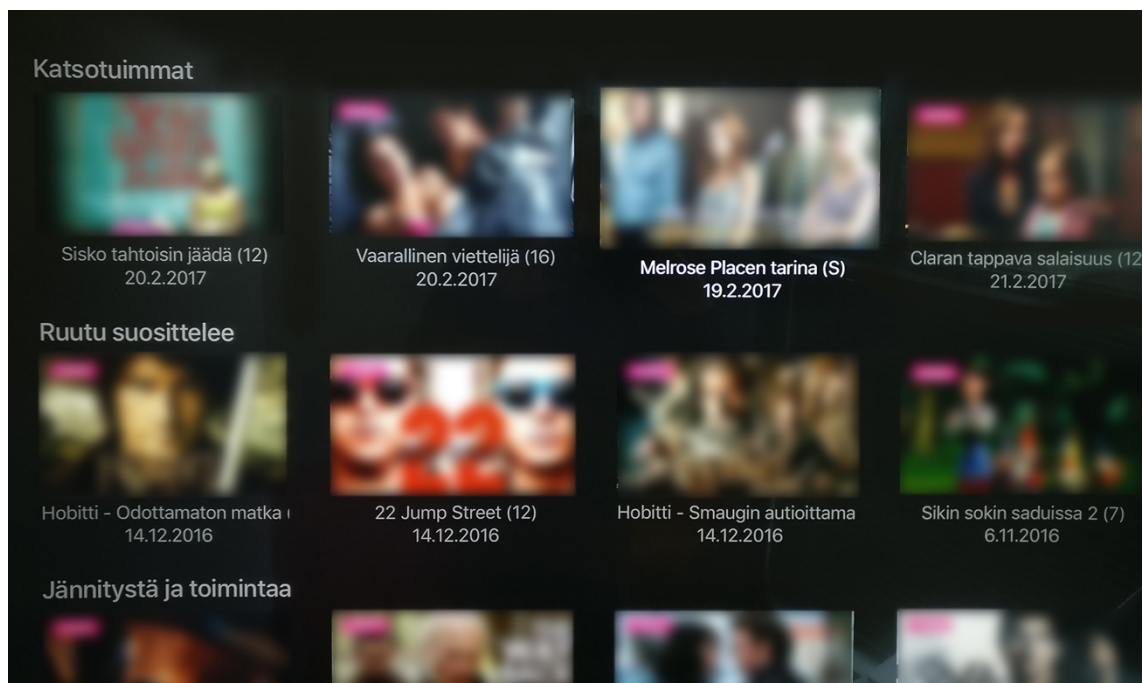 Katsotuimmat
Sisko tahtoisin jäädä (12)
20.2.2017
Vaarallinen viettelijä (16)
20.2.2017
Melrose Placen tarina (S)
19.2.2017
Claran tappava salaisuus (12
21.2.2017
Ruutu suosittelee
Hobitti - Odottamaton matka (
14.12.2016
22 Jump Street (12)
14.12.2016
Hobitti - Smaugin autioittama
14.12.2016
Sikin sokin saduissa 2 (7)
6.11.2016
Jännitystä ja toimintaa
22